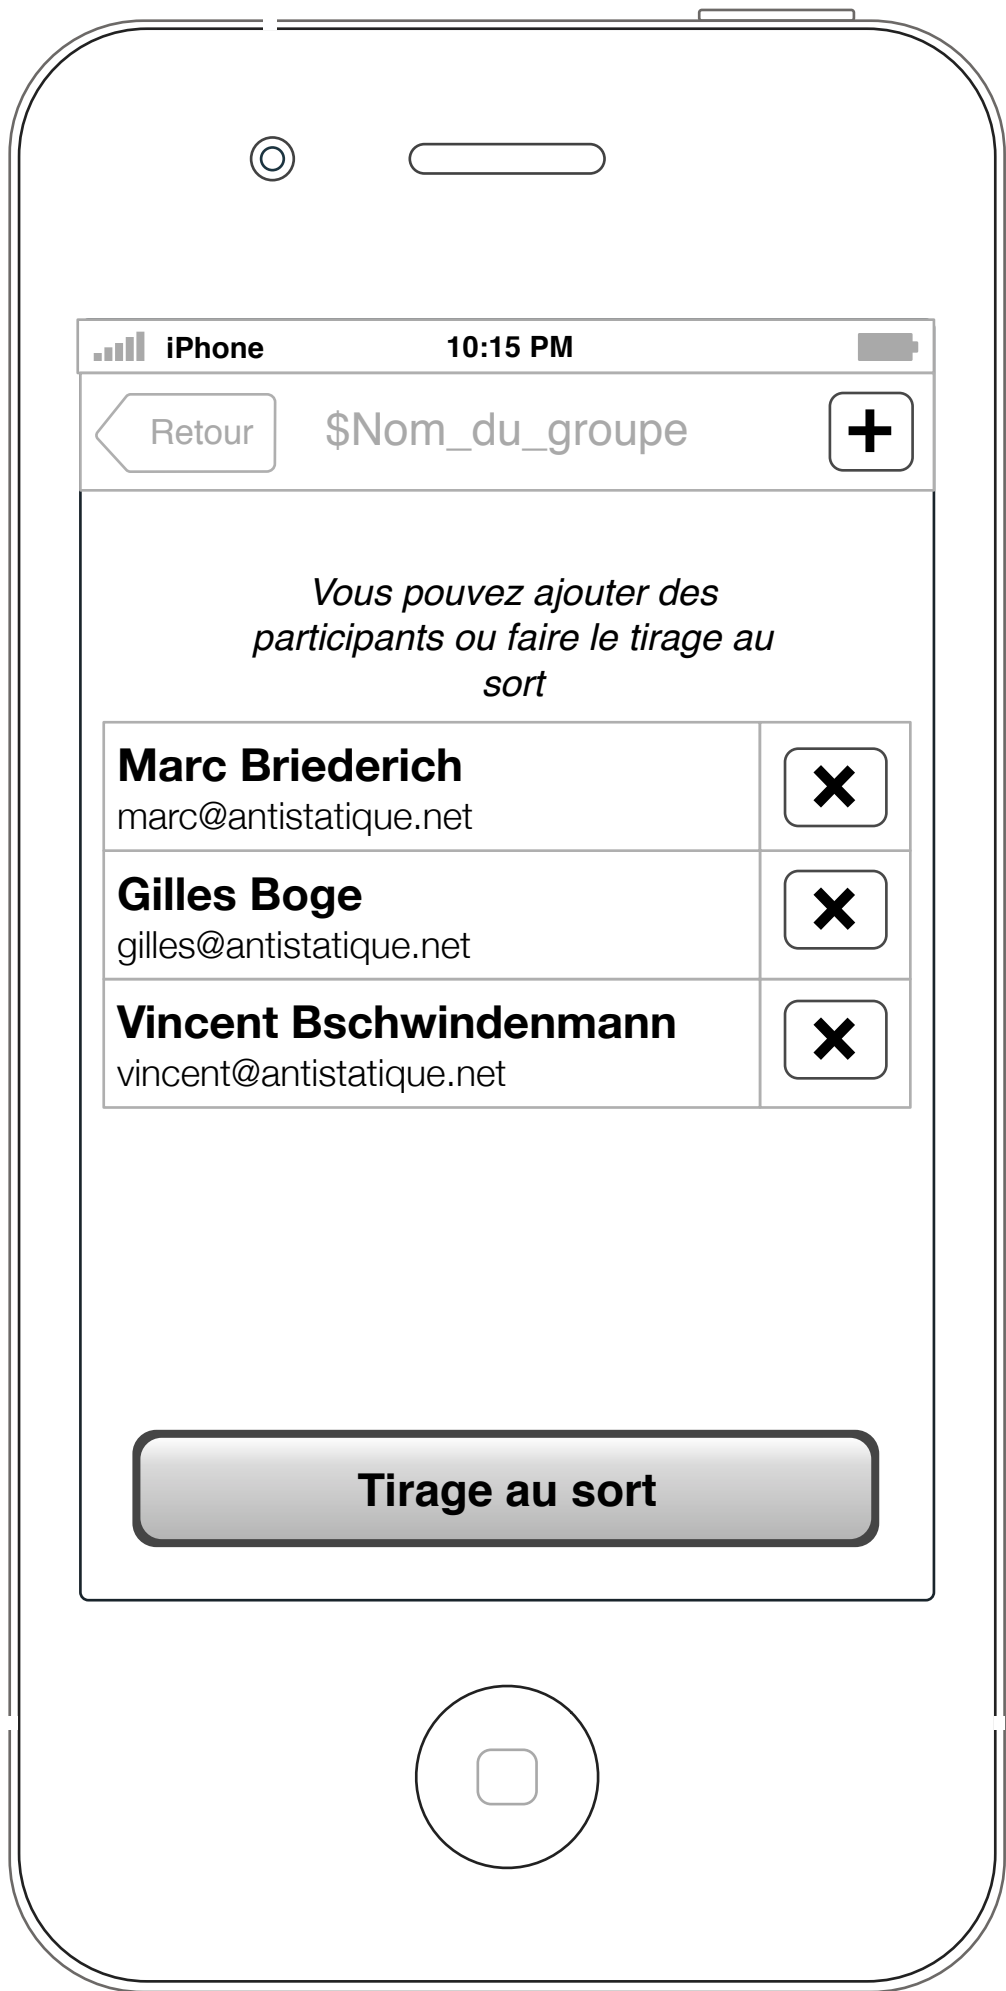 iPhone 10:15 PM
Retour $Nom_du_groupe +
Vous pouvez ajouter des
participants ou faire le tirage au
sort
Marc Briederich
marc@antistatique.net
Gilles Boge
gilles@antistatique.net
Vincent Bschwindenmann
vincent@antistatique.net
Tirage au sort